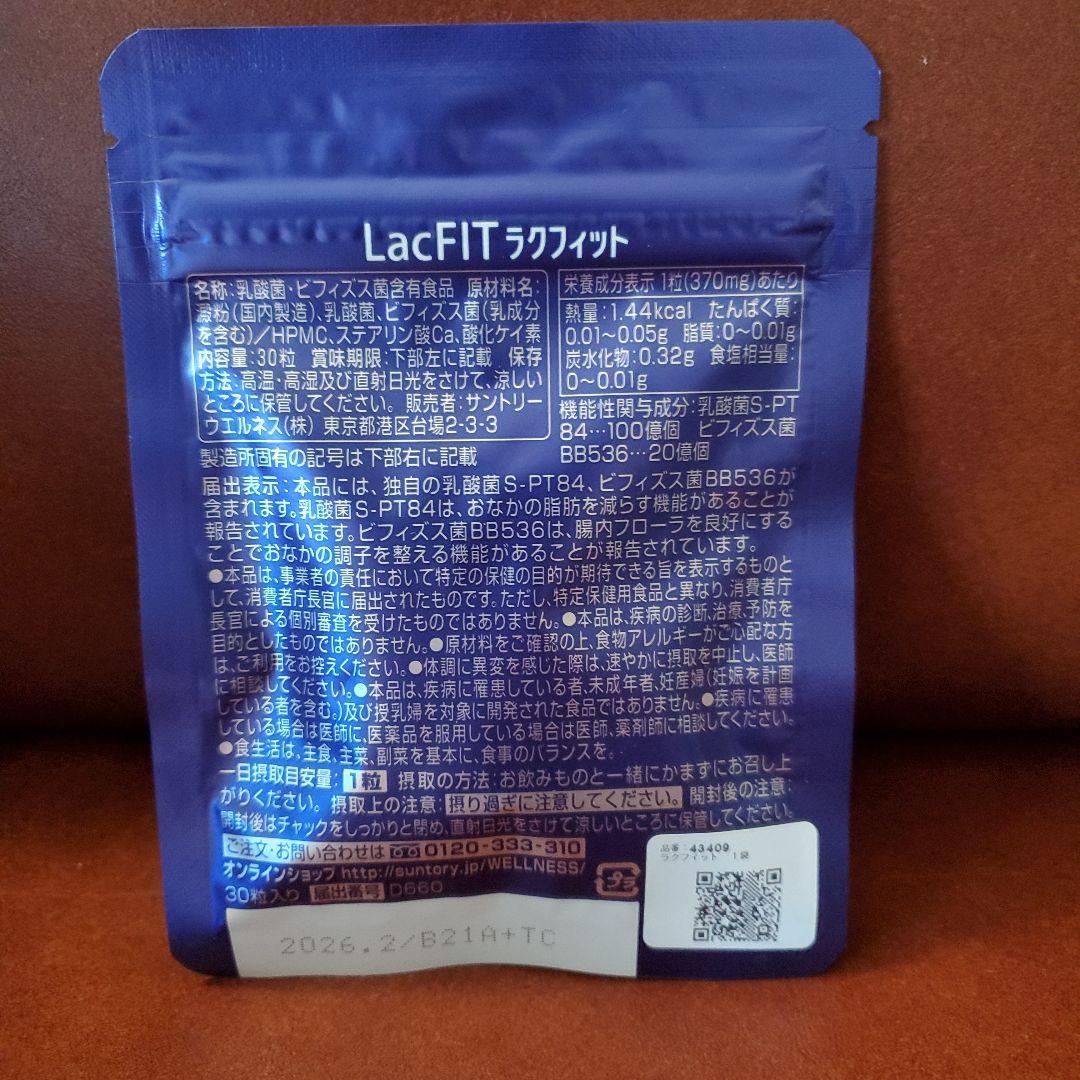 LacFIT ラクフィット
名称:乳酸菌・ビフィズス菌含有食品 原材料名:
澱粉(国内製造)、乳酸菌、ビフィズス菌(乳成分
を含む)/HPMC、ステアリン酸Ca、酸化ケイ素
内容量:30粒 賞味期限:下部左に記載 保存
方法:高温・高湿及び直射日光をさけて、涼しい
ところに保管してください。 販売者:サントリー
ウエルネス(株) 東京都港区台場2-3-3
製造所固有の記号は下部右に記載
栄養成分表示 1粒(370mg)あたり
熱量:1.44kcal たんぱく質:
0.01〜0.05g 脂質:0〜0.01g
炭水化物:0.32g 食塩相当量:
0〜0.01g
機能性関与成分:乳酸菌S-PT
84…100億個 ビフィズス菌
BB536…20億個
届出表示:本品には、独自の乳酸菌S-PT84、ビフィズス菌BB536が
含まれます。乳酸菌S-PT84は、おなかの脂肪を減らす機能があることが
報告されています。ビフィズス菌BB536は、腸内フローラを良好にする
ことでおなかの調子を整える機能があることが報告されています。
●本品は、事業者の責任において特定の保健の目的が期待できる旨を表示するものと
して、消費者庁長官に届出されたものです。ただし、特定保健用食品と異なり、消費者庁
長官による個別審査を受けたものではありません。●本品は、疾病の診断、治療、予防を
目的としたものではありません。●原材料をご確認の上、食物アレルギーがご心配な方
は、ご利用をお控えください。●体調に異変を感じた際は、速やかに摂取を中止し、医師
に相談してください。●本品は、疾病に罹患している者、未成年者、妊産婦(妊娠を計画
している者を含む。)及び授乳婦を対象に開発された食品ではありません。●疾病に罹患
している場合は医師に、医薬品を服用している場合は医師、薬剤師に相談してください。
●食生活は、主食、主菜、副菜を基本に、食事のバランスを。
一日摂取目安量:1粒 摂取の方法:お飲みものと一緒にかまずにお召し上
がりください。 摂取上の注意:摂り過ぎに注意してください。 開封後の注意:
開封後はチャックをしっかりと閉め、直射日光をさけて涼しいところに保管してください。
ご注文・お問い合わせは 0120-333-310
オンラインショップ http://suntory.jp/WELLNESS/
30粒入り 届出番号 D660
プラ
品番:43409
ラクフィット 1袋
2026.2/B21A+TC